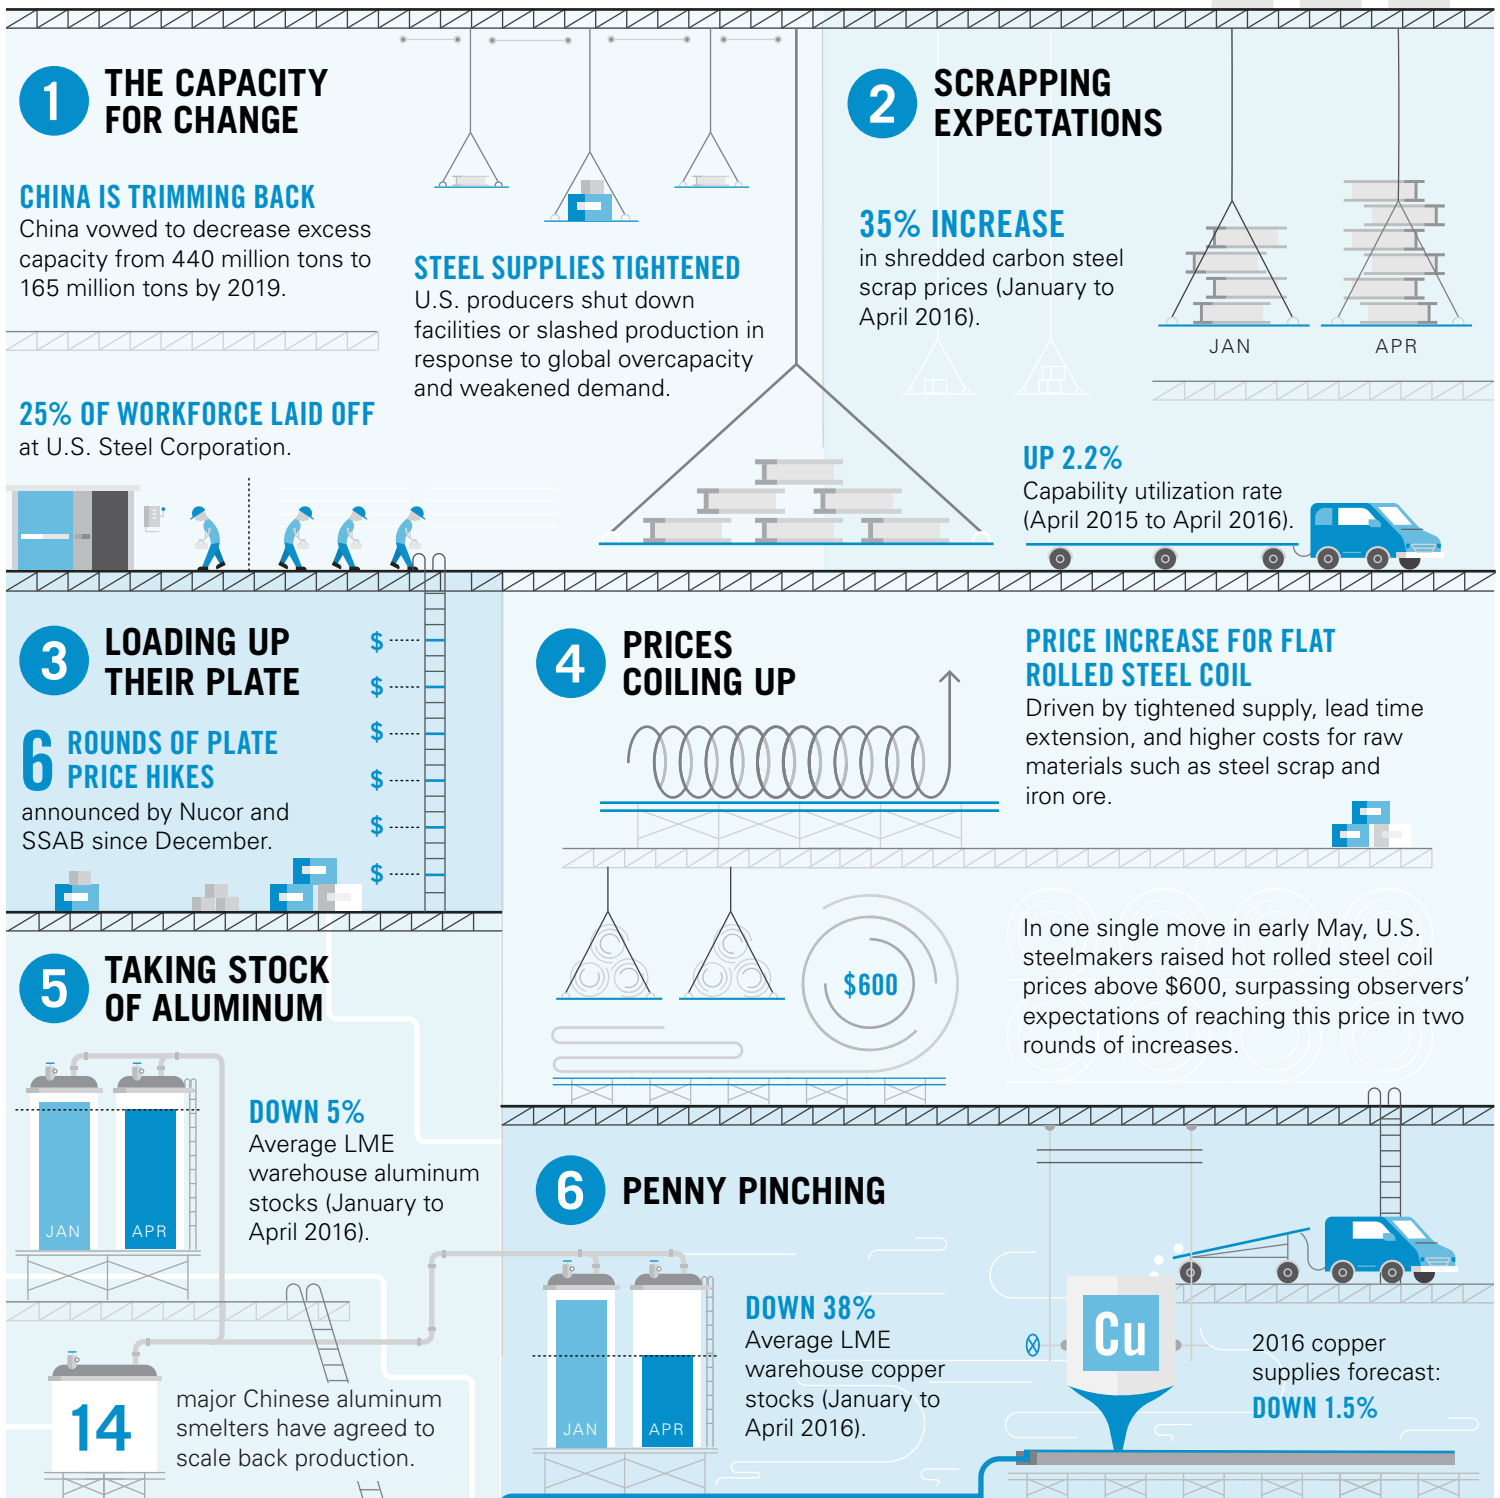 1
THE CAPACITY
FOR CHANGE
CHINA IS TRIMMING BACK
China vowed to decrease excess
capacity from 440 million tons to
165 million tons by 2019.
25% OF WORKFORCE LAID OFF
at U.S. Steel Corporation.
STEEL SUPPLIES TIGHTENED
U.S. producers shut down
facilities or slashed production in
response to global overcapacity
and weakened demand.
2
SCRAPPING
EXPECTATIONS
35% INCREASE
in shredded carbon steel
scrap prices (January to
April 2016).
JAN
APR
UP 2.2%
Capability utilization rate
(April 2015 to April 2016).
3
LOADING UP
THEIR PLATE
6 ROUNDS OF PLATE
PRICE HIKES
announced by Nucor and
SSAB since December.
$
$
$
$
$
$
4
PRICES
COILING UP
PRICE INCREASE FOR FLAT
ROLLED STEEL COIL
Driven by tightened supply, lead time
extension, and higher costs for raw
materials such as steel scrap and
iron ore.
$600
In one single move in early May, U.S.
steelmakers raised hot rolled steel coil
prices above $600, surpassing observers’
expectations of reaching this price in two
rounds of increases.
5
TAKING STOCK
OF ALUMINUM
JAN
APR
DOWN 5%
Average LME
warehouse aluminum
stocks (January to
April 2016).
14
major Chinese aluminum
smelters have agreed to
scale back production.
6
PENNY PINCHING
JAN
APR
DOWN 38%
Average LME
warehouse copper
stocks (January to
April 2016).
Cu
2016 copper
supplies forecast:
DOWN 1.5%